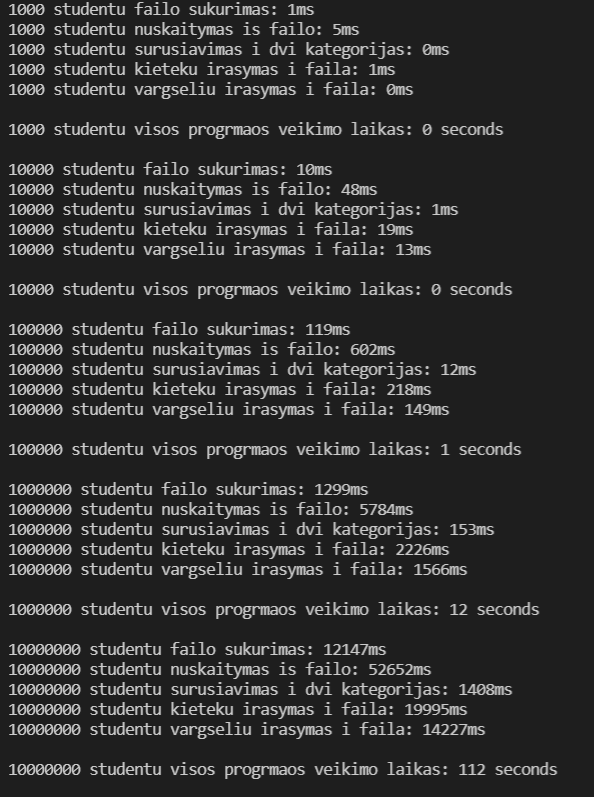 1000 studentu failo sukurimas: 1ms
1000 studentu nuskaitymas is failo: 5ms
1000 studentu surusiavimas i dvi kategorijas: 0ms
1000 studentu kieteku irasymas i faila: 1ms
1000 studentu vargseliu irasymas i faila: 0ms
1000 studentu visos progrmaos veikimo laikas: 0 seconds
10000 studentu failo sukurimas: 10ms
10000 studentu nuskaitymas is failo: 48ms
10000 studentu surusiavimas i dvi kategorijas: 1ms
10000 studentu kieteku irasymas i faila: 19ms
10000 studentu vargseliu irasymas i faila: 13ms
10000 studentu visos progrmaos veikimo laikas: 0 seconds
100000 studentu failo sukurimas: 119ms
100000 studentu nuskaitymas is failo: 602ms
100000 studentu surusiavimas i dvi kategorijas: 12ms
100000 studentu kieteku irasymas i faila: 218ms
100000 studentu vargseliu irasymas i faila: 149ms
100000 studentu visos progrmaos veikimo laikas: 1 seconds
1000000 studentu failo sukurimas: 1299ms
1000000 studentu nuskaitymas is failo: 5784ms
1000000 studentu surusiavimas i dvi kategorijas: 153ms
1000000 studentu kieteku irasymas i faila: 2226ms
1000000 studentu vargseliu irasymas i faila: 1566ms
1000000 studentu visos progrmaos veikimo laikas: 12 seconds
10000000 studentu failo sukurimas: 12147ms
10000000 studentu nuskaitymas is failo: 52652ms
10000000 studentu surusiavimas i dvi kategorijas: 1408ms
10000000 studentu kieteku irasymas i faila: 19995ms
10000000 studentu vargseliu irasymas i faila: 14227ms
10000000 studentu visos progrmaos veikimo laikas: 112 seconds